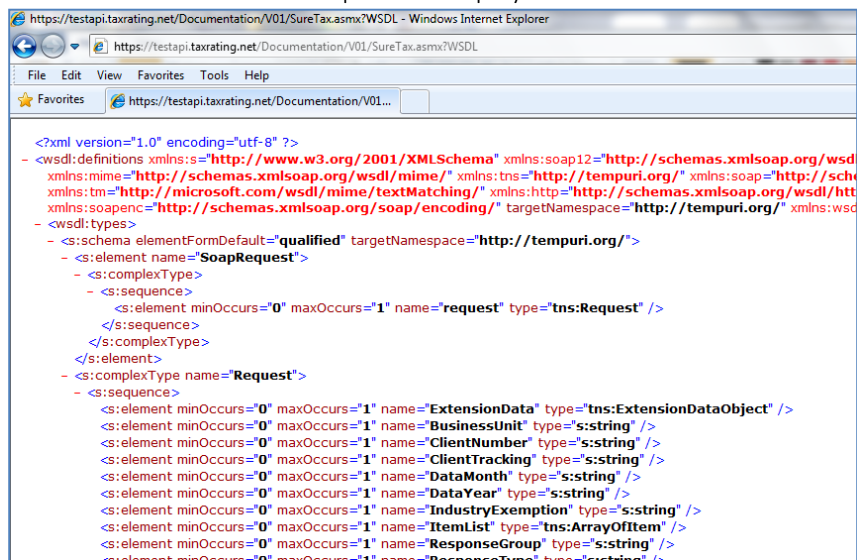 https://testapi.taxrating.net/Documentation/V01/SureTax.asmx?WSDL - Windows Internet Explorer
https://testapi.taxrating.net/Documentation/V01/SureTax.asmx?WSDL
File Edit View Favorites Tools Help
Favorites https://testapi.taxrating.net/Documentation/V01...
<?xml version="1.0" encoding="utf-8" ?>
- <wsdl:definitions xmlns:s="http://www.w3.org/2001/XMLSchema" xmlns:soap12="http://schemas.xmlsoap.org/wsd
xmlns:mime="http://schemas.xmlsoap.org/wsdl/mime/" xmlns:tns="http://tempuri.org/" xmlns:soap="http://sche
xmlns:tm="http://microsoft.com/wsdl/mime/textMatching/" xmlns:http="http://schemas.xmlsoap.org/wsdl/htt
xmlns:soapenc="http://schemas.xmlsoap.org/soap/encoding/" targetNamespace="http://tempuri.org/" xmlns:wsd
- <wsdl:types>
- <s:schema elementFormDefault="qualified" targetNamespace="http://tempuri.org/">
- <s:element name="SoapRequest">
- <s:complexType>
- <s:sequence>
<s:element minOccurs="0" maxOccurs="1" name="request" type="tns:Request" />
</s:sequence>
</s:complexType>
</s:element>
- <s:complexType name="Request">
- <s:sequence>
<s:element minOccurs="0" maxOccurs="1" name="ExtensionData" type="tns:ExtensionDataObject" />
<s:element minOccurs="0" maxOccurs="1" name="BusinessUnit" type="s:string" />
<s:element minOccurs="0" maxOccurs="1" name="ClientNumber" type="s:string" />
<s:element minOccurs="0" maxOccurs="1" name="ClientTracking" type="s:string" />
<s:element minOccurs="0" maxOccurs="1" name="DataMonth" type="s:string" />
<s:element minOccurs="0" maxOccurs="1" name="DataYear" type="s:string" />
<s:element minOccurs="0" maxOccurs="1" name="IndustryExemption" type="s:string" />
<s:element minOccurs="0" maxOccurs="1" name="ItemList" type="tns:ArrayOfItem" />
<s:element minOccurs="0" maxOccurs="1" name="ResponseGroup" type="s:string" />
<s:element minOccurs="0" maxOccurs="1" name="ResponseType" type="s:string" />